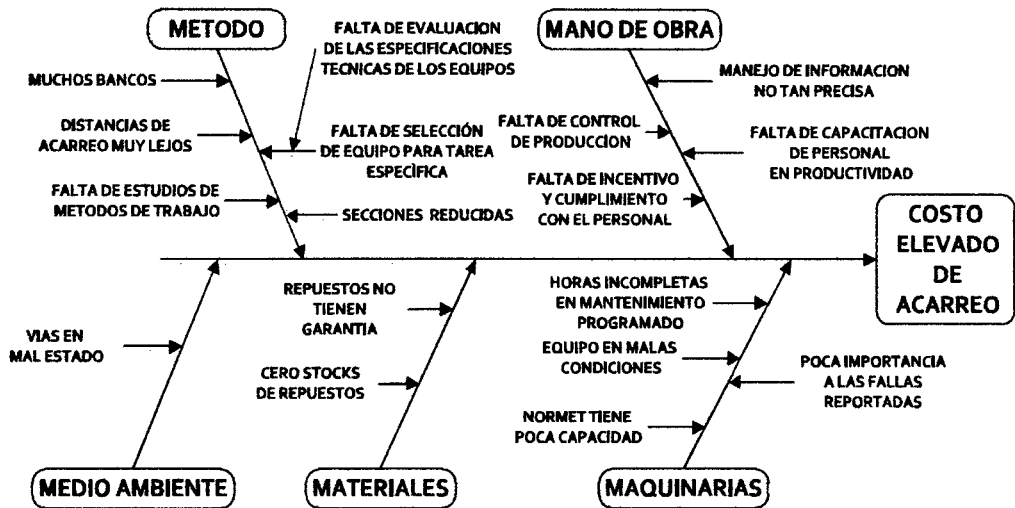 METODO
FALTA DE EVALUACION
DE LAS ESPECIFICACIONES
TECNICAS DE LOS EQUIPOS
MUCHOS BANCOS
DISTANCIAS DE
ACARREO MUY LEJOS
FALTA DE SELECCIÓN
DE EQUIPO PARA TAREA
ESPECÌFICA
FALTA DE ESTUDIOS DE
METODOS DE TRABAJO
SECCIONES REDUCIDAS
MANO DE OBRA
MANEJO DE INFORMACION
NO TAN PRECISA
FALTA DE CONTROL
DE PRODUCCION
FALTA DE CAPACITACION
DE PERSONAL
EN PRODUCTIVIDAD
FALTA DE INCENTIVO
Y CUMPLIMIENTO
CON EL PERSONAL
COSTO
ELEVADO
DE
ACARREO
VIAS EN
MAL ESTADO
MEDIO AMBIENTE
REPUESTOS NO
TIENEN
GARANTIA
CERO STOCKS
DE REPUESTOS
MATERIALES
HORAS INCOMPLETAS
EN MANTENIMIENTO
PROGRAMADO
EQUIPO EN MALAS
CONDICIONES
POCA IMPORTANCIA
A LAS FALLAS
REPORTADAS
NORMET TIENE
POCA CAPACIDAD
MAQUINARIAS